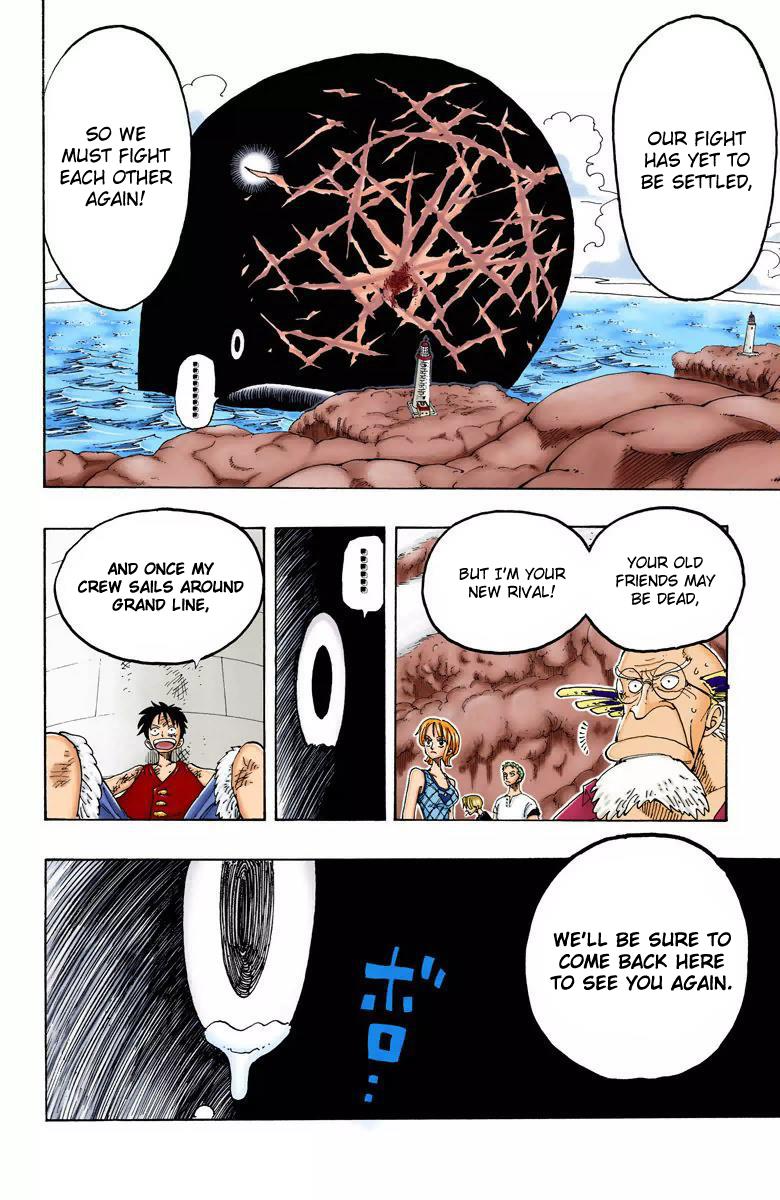 OUR FIGHT
HAS YET TO
BE SETTLED,
SO WE
MUST FIGHT
EACH OTHER
AGAIN!
YOUR OLD
FRIENDS MAY
BE DEAD,
BUT I'M YOUR
NEW RIVAL!
AND ONCE MY
CREW SAILS AROUND
GRAND LINE,
WE'LL BE SURE TO
COME BACK HERE
TO SEE YOU AGAIN.
ボロ...